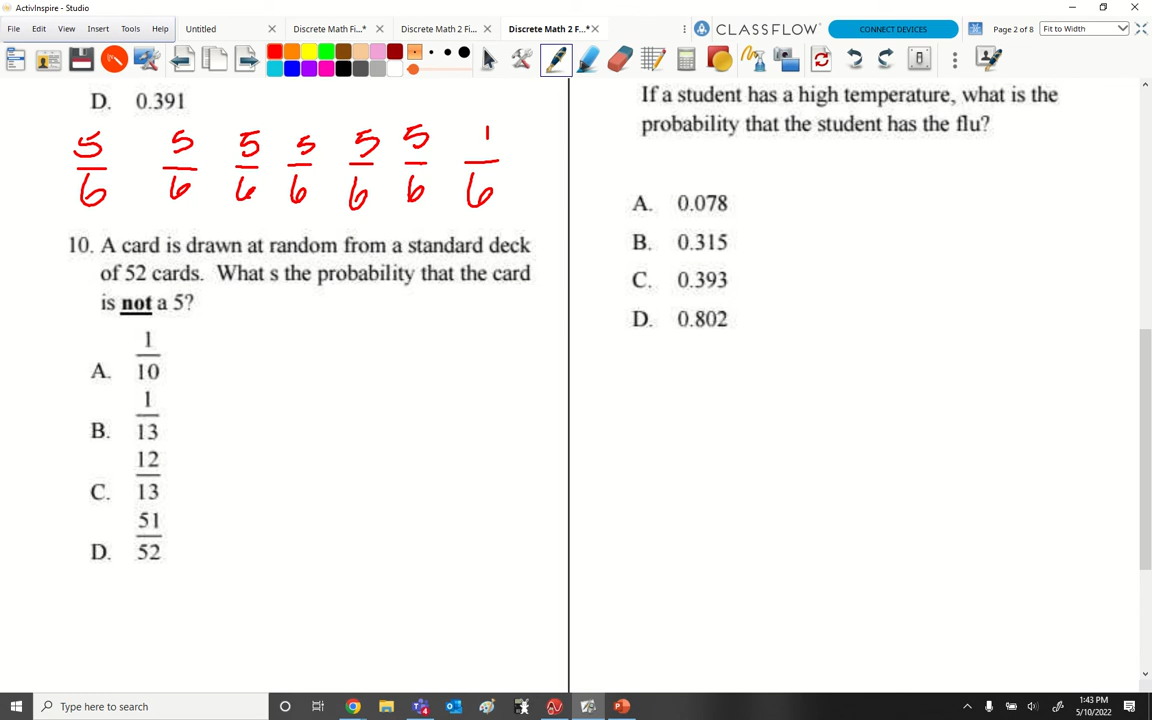 ActivInspire - Studio
File Edit View Insert Tools Help Untitled Discrete Math Fi...* Discrete Math 2 Fi... Discrete Math 2 F...* CLASSFLOW CONNECT DEVICES Page 2 of 8 Fit to Width
D. 0.391
5 5 5 5 5 5 1
6 6 6 6 6 6 6
10. A card is drawn at random from a standard deck
of 52 cards. What s the probability that the card
is not a 5?
1
A. 10
1
B. 13
12
C. 13
51
D. 52
If a student has a high temperature, what is the
probability that the student has the flu?
A. 0.078
B. 0.315
C. 0.393
D. 0.802
Type here to search
1:43 PM
5/10/2022